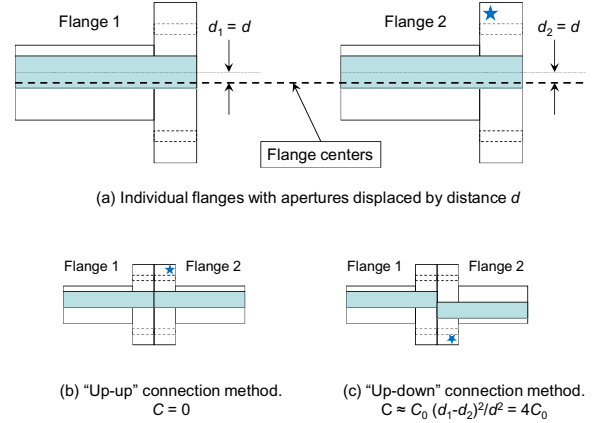 Flange 1
d₁ = d
Flange 2
d₂ = d
Flange centers
(a) Individual flanges with apertures displaced by distance d
Flange 1
Flange 2
Flange 1
Flange 2
(b) “Up-up” connection method.
C = 0
(c) “Up-down” connection method.
C ≈ C₀ (d₁-d₂)²/d² = 4C₀